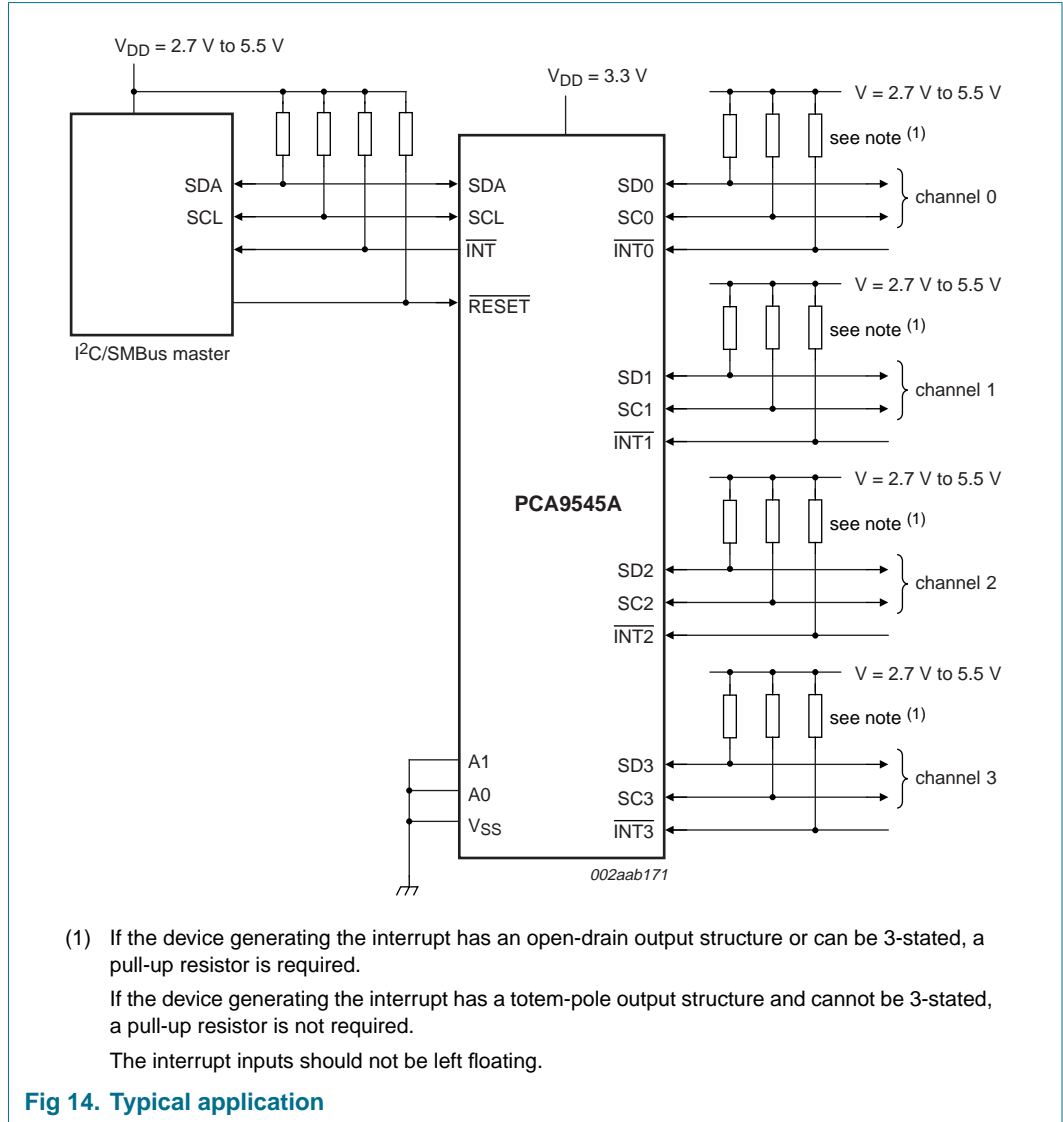 VDD = 2.7 V to 5.5 V
VDD = 3.3 V
V = 2.7 V to 5.5 V
see note (1)
SDA
SCL
I2C/SMBus master
SDA
SCL
INT
RESET
PCA9545A
A1
A0
VSS
SD0
SC0
INT0
channel 0
V = 2.7 V to 5.5 V
see note (1)
SD1
SC1
INT1
channel 1
V = 2.7 V to 5.5 V
see note (1)
SD2
SC2
INT2
channel 2
V = 2.7 V to 5.5 V
see note (1)
SD3
SC3
INT3
channel 3
002aab171
(1) If the device generating the interrupt has an open-drain output structure or can be 3-stated, a
pull-up resistor is required.
If the device generating the interrupt has a totem-pole output structure and cannot be 3-stated,
a pull-up resistor is not required.
The interrupt inputs should not be left floating.
Fig 14. Typical application